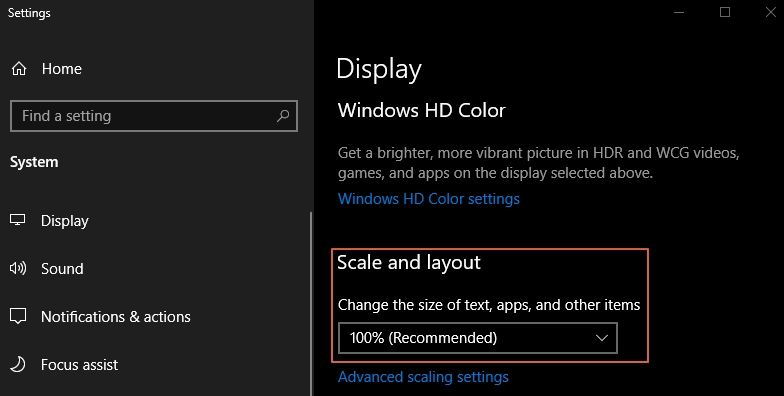 Settings
Home
Find a setting
System
Display
Sound
Notifications & actions
Focus assist
Display
Windows HD Color
Get a brighter, more vibrant picture in HDR and WCG videos,
games, and apps on the display selected above.
Windows HD Color settings
Scale and layout
Change the size of text, apps, and other items
100% (Recommended)
Advanced scaling settings